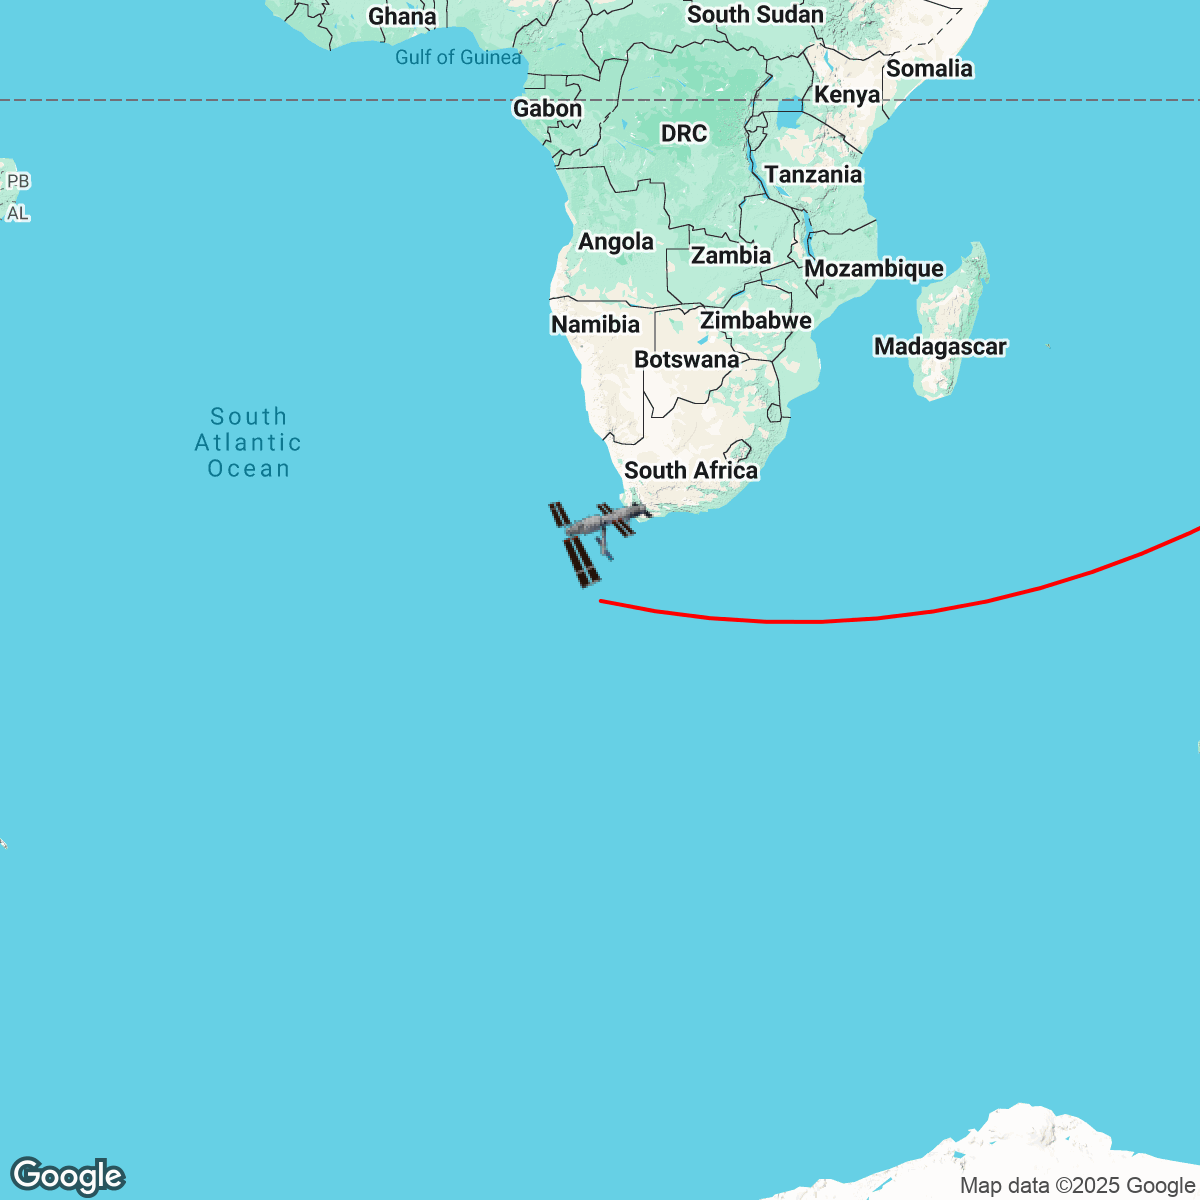 South Sudan
Ghana
Gulf of Guinea
Somalia
Kenya
Gabon
DRC
Tanzania
PB
AL
Angola
Zambia
Mozambique
Namibia
Zimbabwe
Madagascar
Botswana
South
Atlantic
Ocean
South Africa
Google
Map data ©2025 Google